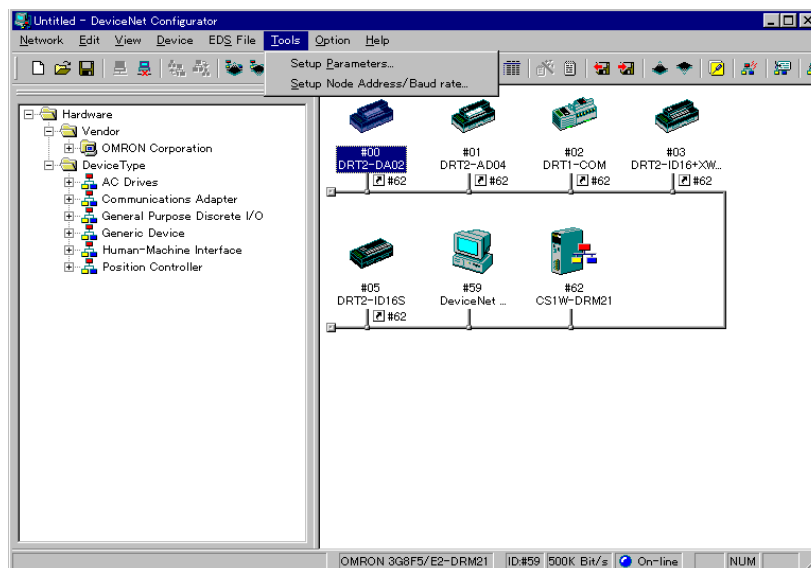 Untitled - DeviceNet Configurator
Network Edit View Device EDS File Tools Option Help
Setup Parameters...
Setup Node Address/Baud rate...
Hardware
Vendor
OMRON Corporation
DeviceType
AC Drives
Communications Adapter
General Purpose Discrete I/O
Generic Device
Human-Machine Interface
Position Controller
#00 #01 #02 #03
DRT2-DA02 DRT2-AD04 DRT1-COM DRT2-ID16+XW...
#62 #62 #62 #62
#05 #59 #62
DRT2-ID16S DeviceNet ... CS1W-DRM21
#62
OMRON 3G8F5/E2-DRM21 ID:#59 500K Bit/s On-line NUM